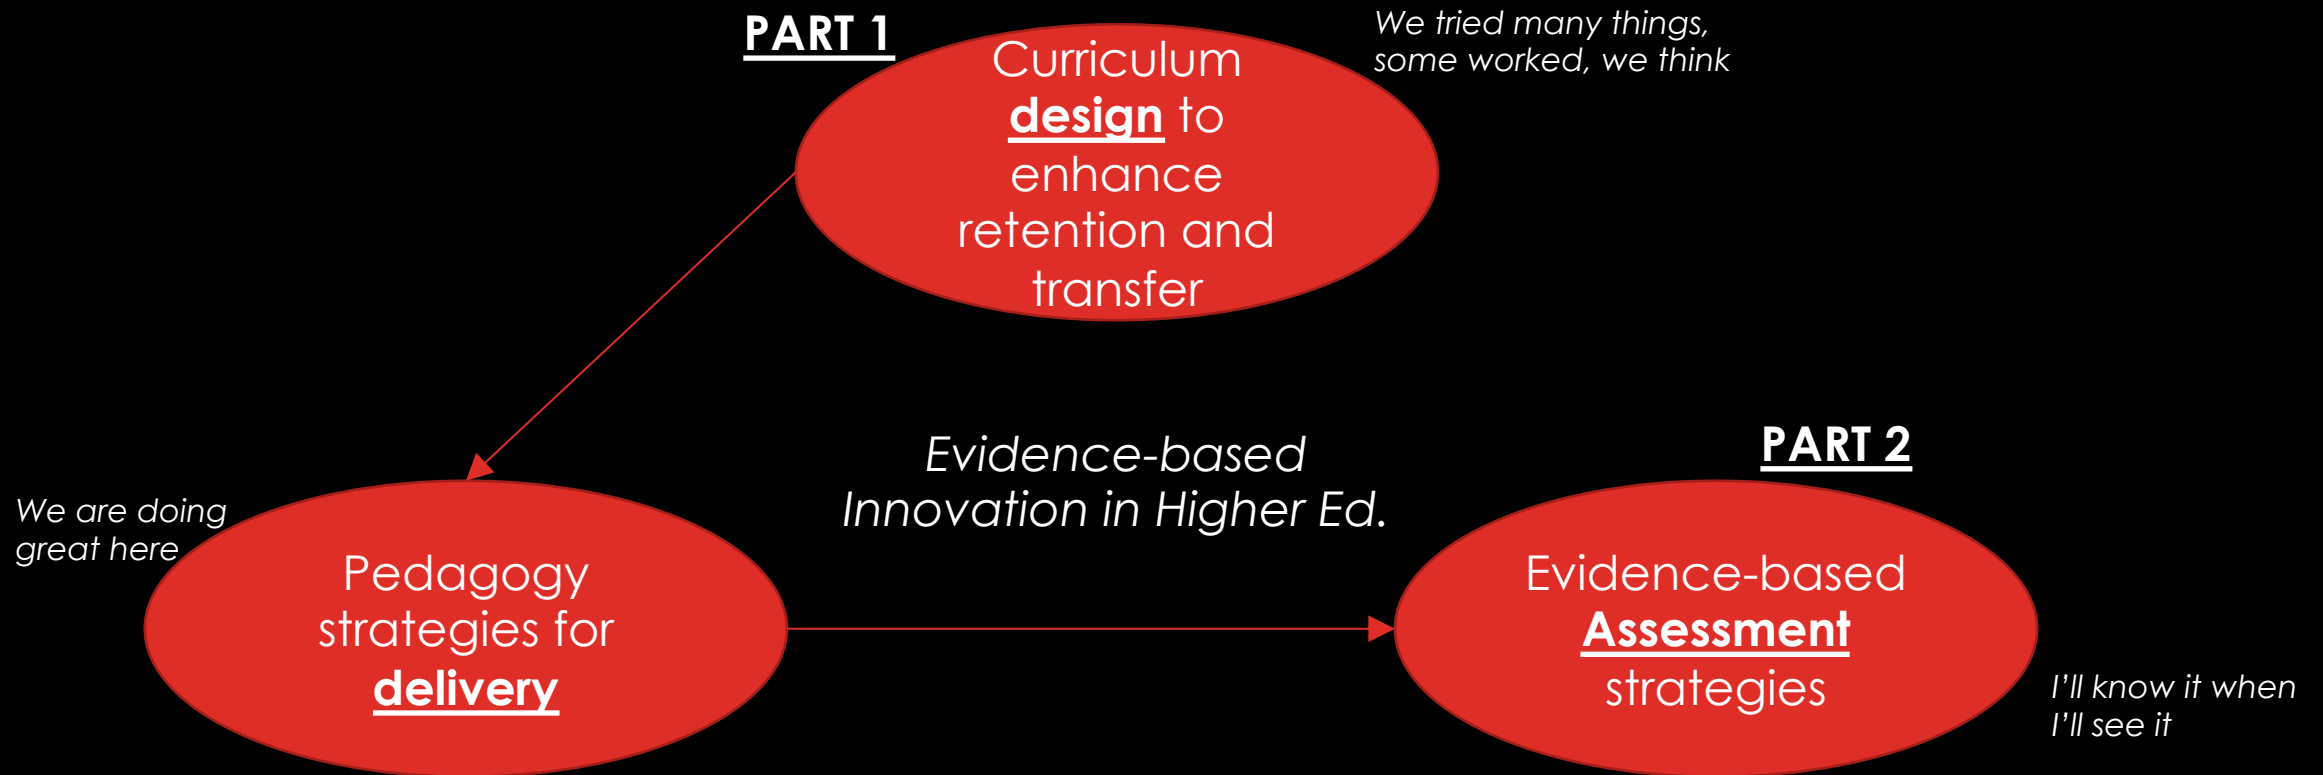 PART 1
Curriculum
design to
enhance
retention and
transfer
We tried many things,
some worked, we think
Evidence-based
Innovation in Higher Ed.
We are doing
great here
Pedagogy
strategies for
delivery
PART 2
Evidence-based
Assessment
strategies
I'll know it when
I'll see it